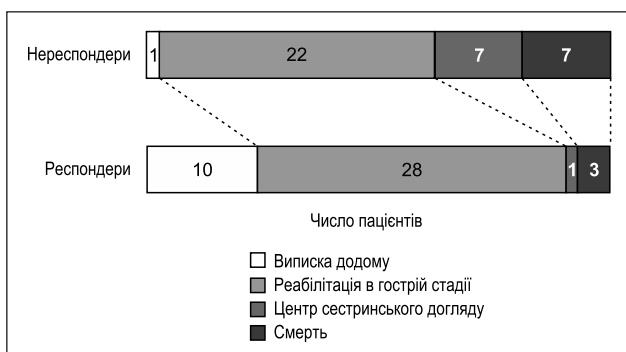 Нереспондери 1 22 7 7
Респондери 10 28 1 3
Число пацієнтів
Виписка додому
Реабілітація в гострій стадії
Центр сестринського догляду
Смерть